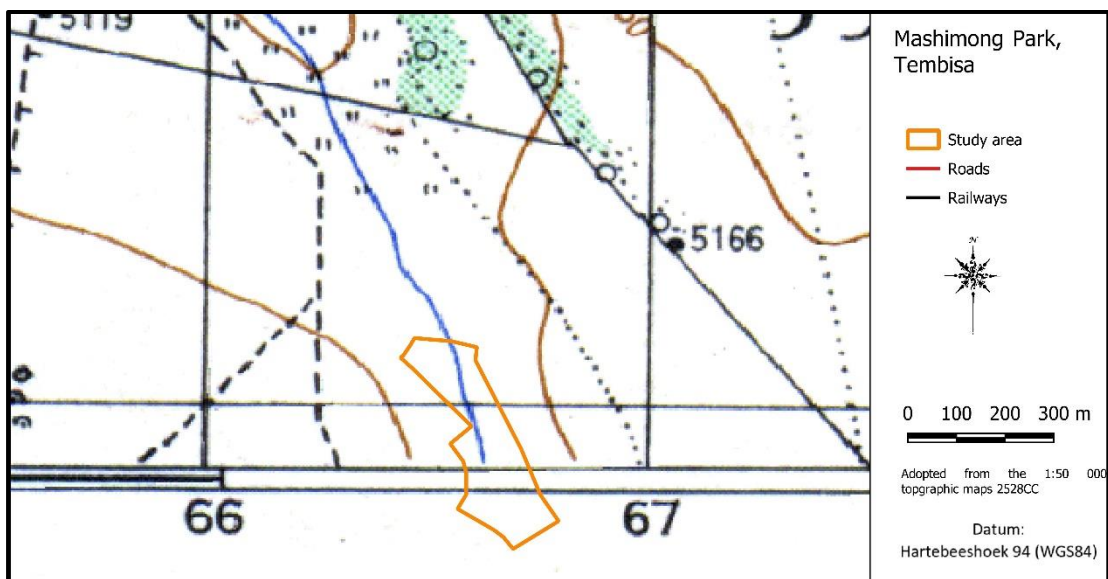 5119
5166
66
67
Mashimong Park,
Tembisa
Study area
Roads
Railways
N
0 100 200 300 m
Adopted from the 1:50 000
topgraphic maps 2528CC
Datum:
Hartebeeshoek 94 (WGS84)